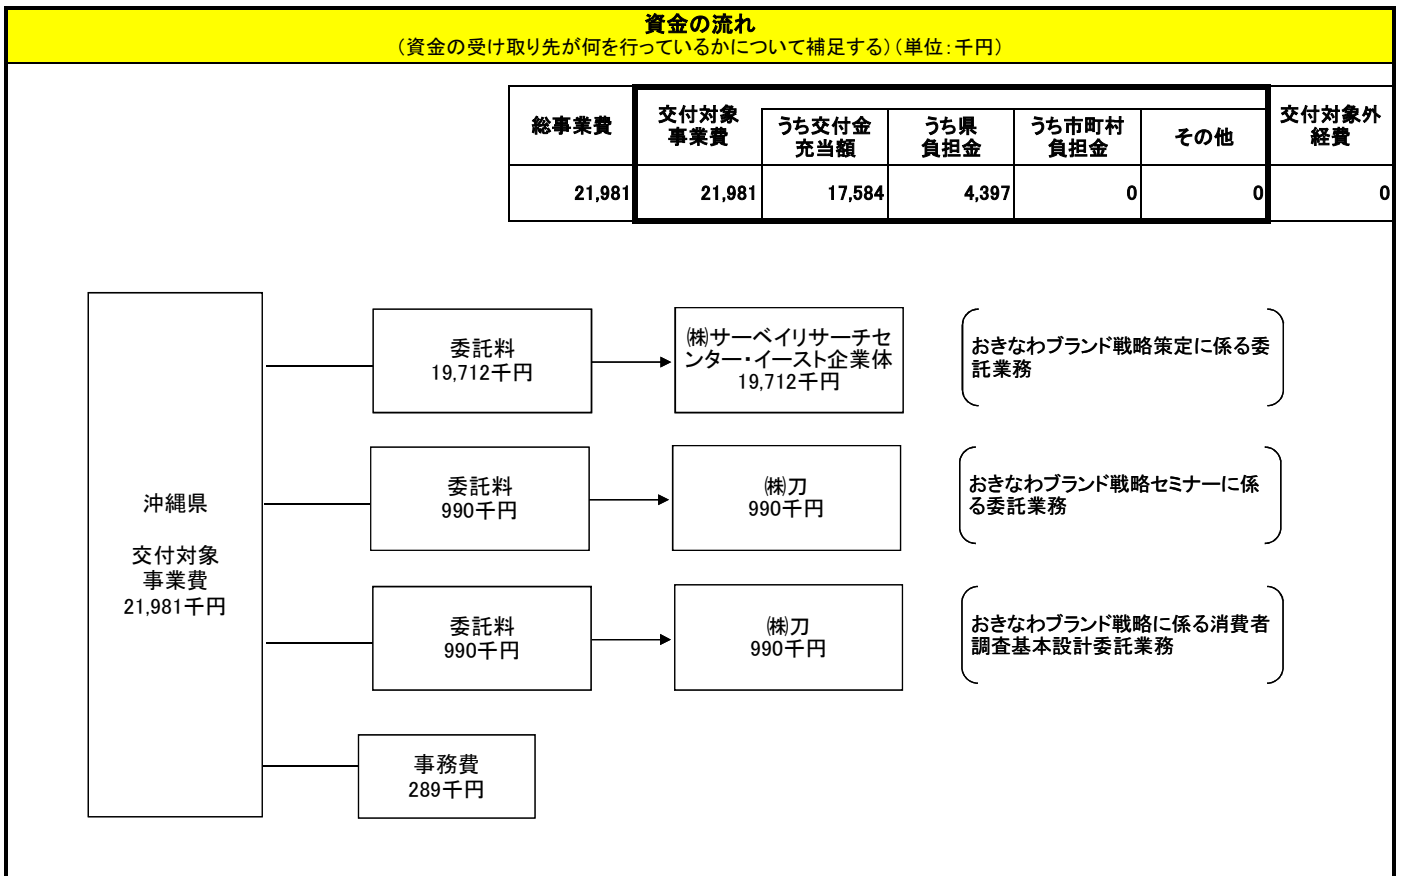 資金の流れ
（資金の受け取り先が何を行っているかについて補足する）（単位：千円）
総事業費
交付対象
事業費
うち交付金
充当額
うち県
負担金
うち市町村
負担金
その他
交付対象外
経費
21,981
21,981
17,584
4,397
0
0
0
沖縄県
交付対象
事業費
21,981千円
委託料
19,712千円
㈱サーベイリサーチセ
ンター・イースト企業体
19,712千円
おきなわブランド戦略策定に係る委
託業務
委託料
990千円
㈱刀
990千円
おきなわブランド戦略セミナーに係
る委託業務
委託料
990千円
㈱刀
990千円
おきなわブランド戦略に係る消費者
調査基本設計委託業務
事務費
289千円